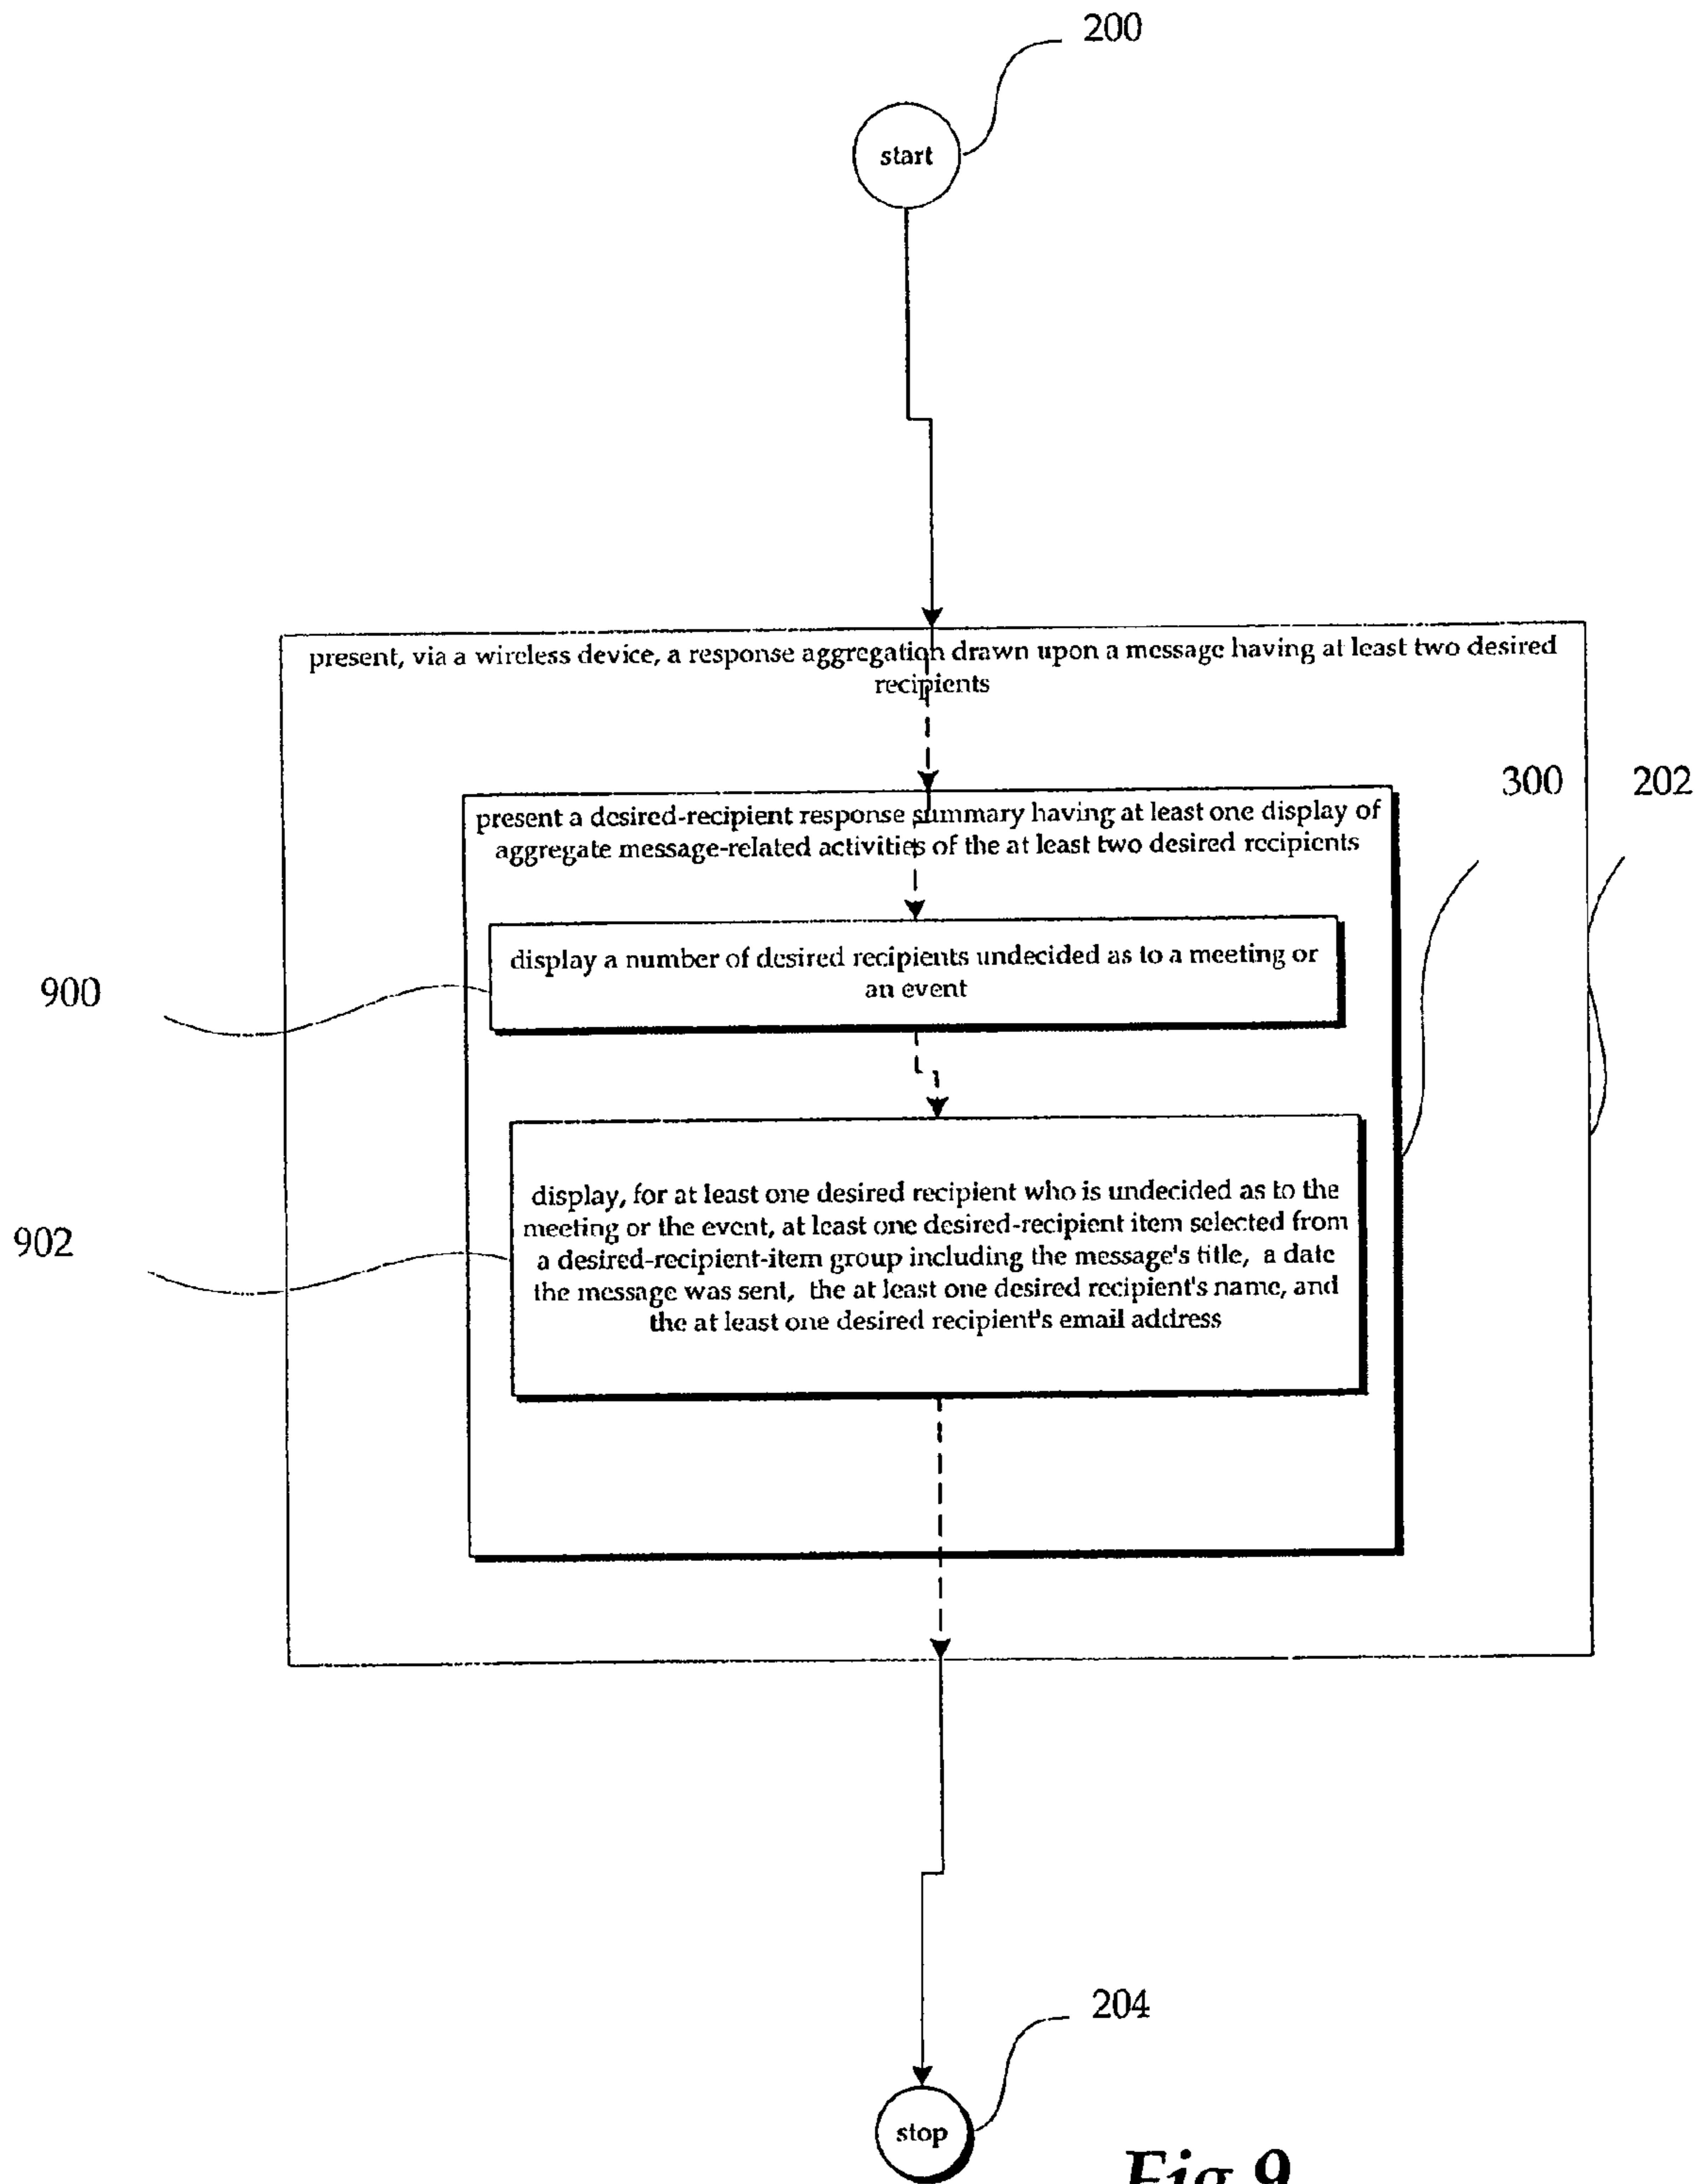 200
start
present, via a wireless device, a response aggregation drawn upon a message having at least two desired
recipients
300
202
present a desired-recipient response summary having at least one display of
aggregate message-related activities of the at least two desired recipients
display a number of desired recipients undecided as to a meeting or
an event
900
display, for at least one desired recipient who is undecided as to the
meeting or the event, at least one desired-recipient item selected from
a desired-recipient-item group including the message's title, a date
the message was sent, the at least one desired recipient's name, and
the at least one desired recipient's email address
902
204
stop
Fig 9